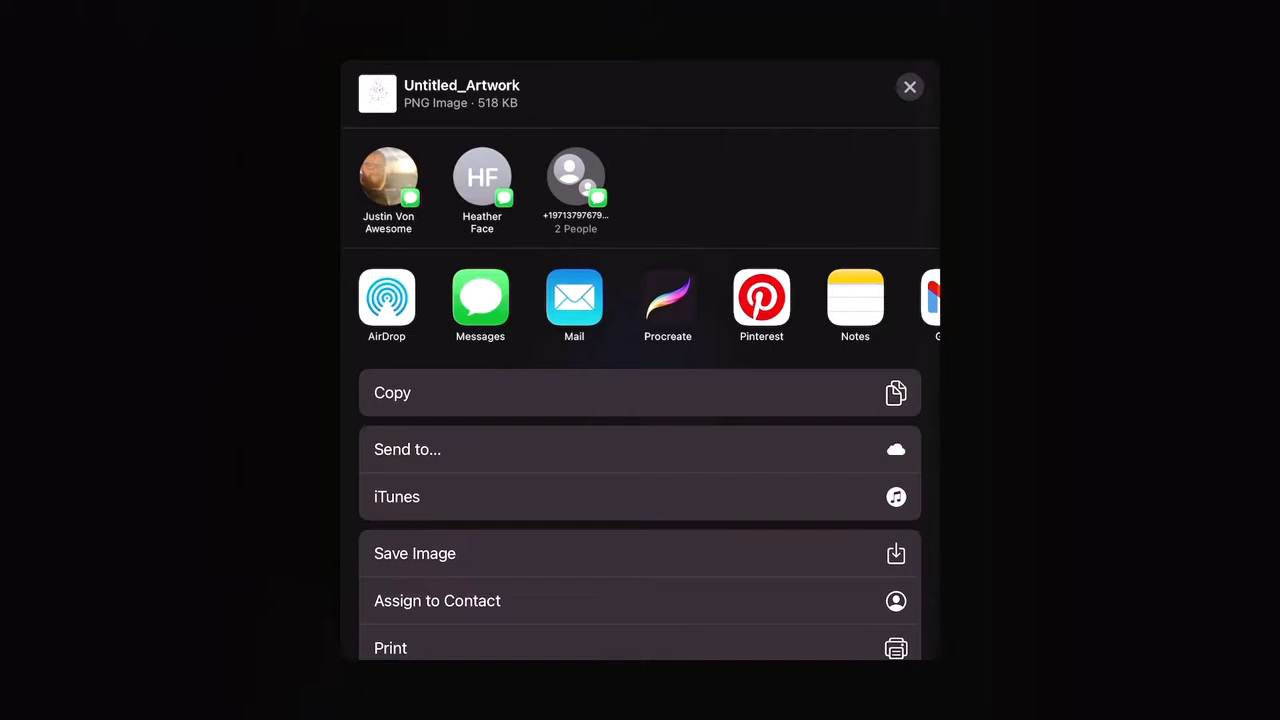 Untitled_Artwork
PNG Image · 518 KB
HF
Justin Von
Awesome
Heather
Face
+19713797679...
2 People
AirDrop
Messages
Mail
Procreate
Pinterest
Notes
Copy
Send to...
iTunes
Save Image
Assign to Contact
Print